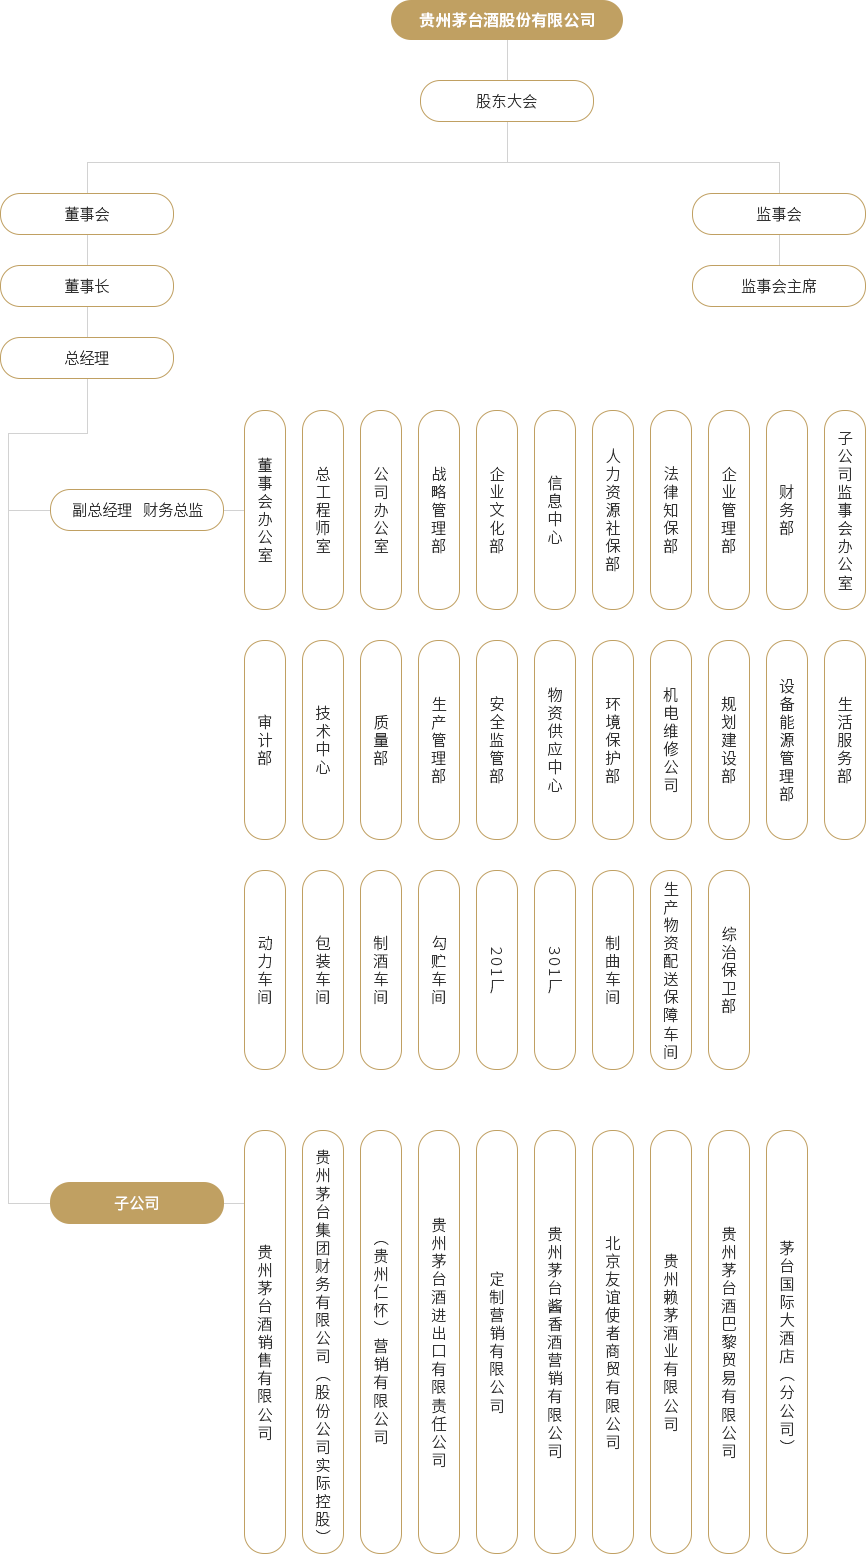 贵州茅台酒股份有限公司
股东大会
董事会
监事会
董事长
监事会主席
总经理
副总经理 财务总监
董事会办公室
总工程师室
公司办公室
战略管理部
企业文化部
信息中心
人力资源社保部
法律知保部
企业管理部
财务部
子公司监事会办公室
审计部
技术中心
质量部
生产管理部
安全监管部
物资供应中心
环境保护部
机电维修公司
规划建设部
设备能源管理部
生活服务部
动力车间
包装车间
制酒车间
勾贮车间
201厂
301厂
制曲车间
生产物资配送保障车间
综治保卫部
子公司
贵州茅台酒销售有限公司
贵州茅台集团财务有限公司（股份公司实际控股）
（贵州仁怀）营销有限公司
贵州茅台酒进出口有限责任公司
定制营销有限公司
贵州茅台酱香酒营销有限公司
北京友谊使者商贸有限公司
贵州赖茅酒业有限公司
贵州茅台酒巴黎贸易有限公司
茅台国际大酒店（分公司）